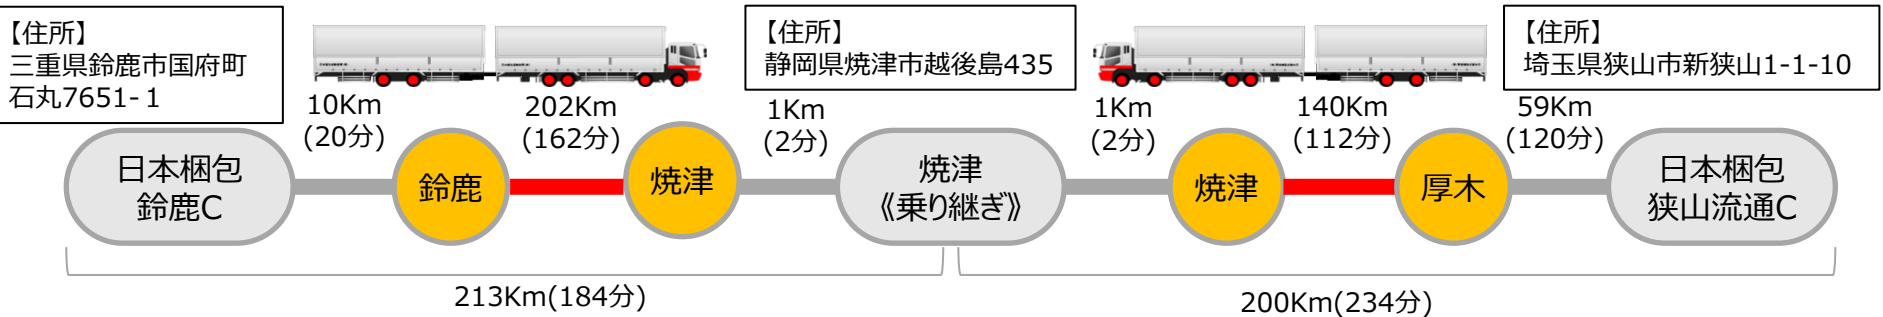 【住所】
三重県鈴鹿市国府町
石丸7651-1
【住所】
静岡県焼津市越後島435
【住所】
埼玉県狭山市新狭山1-1-10
10Km
(20分)
202Km
(162分)
1Km
(2分)
1Km
(2分)
140Km
(112分)
59Km
(120分)
日本梱包
鈴鹿C
鈴鹿
焼津
焼津
《乗り継ぎ》
焼津
厚木
日本梱包
狭山流通C
213Km(184分)
200Km(234分)